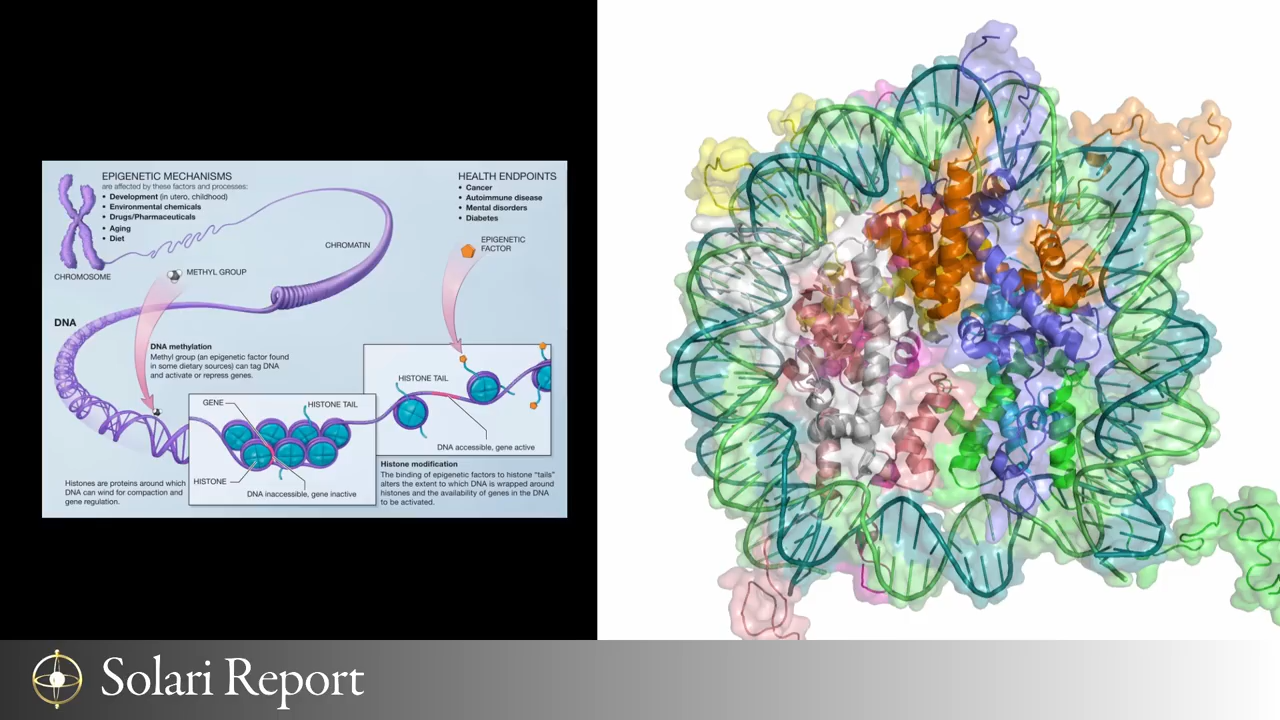 EPIGENETIC MECHANISMS
are affected by these factors and processes:
• Development (in utero, childhood)
• Environmental chemicals
• Drugs/Pharmaceuticals
• Aging
• Diet
HEALTH ENDPOINTS
• Cancer
• Autoimmune disease
• Mental disorders
• Diabetes
EPIGENETIC
FACTOR
CHROMATIN
CHROMOSOME
METHYL GROUP
DNA
DNA methylation
Methyl group (an epigenetic factor found
in some dietary sources) can tag DNA
and activate or repress genes.
HISTONE TAIL
GENE
HISTONE TAIL
DNA accessible, gene active
HISTONE
DNA inaccessible, gene inactive
Histones are proteins around which
DNA can wind for compaction and
gene regulation.
Histone modification
The binding of epigenetic factors to histone “tails”
alters the extent to which DNA is wrapped around
histones and the availability of genes in the DNA
to be activated.
Solari Report